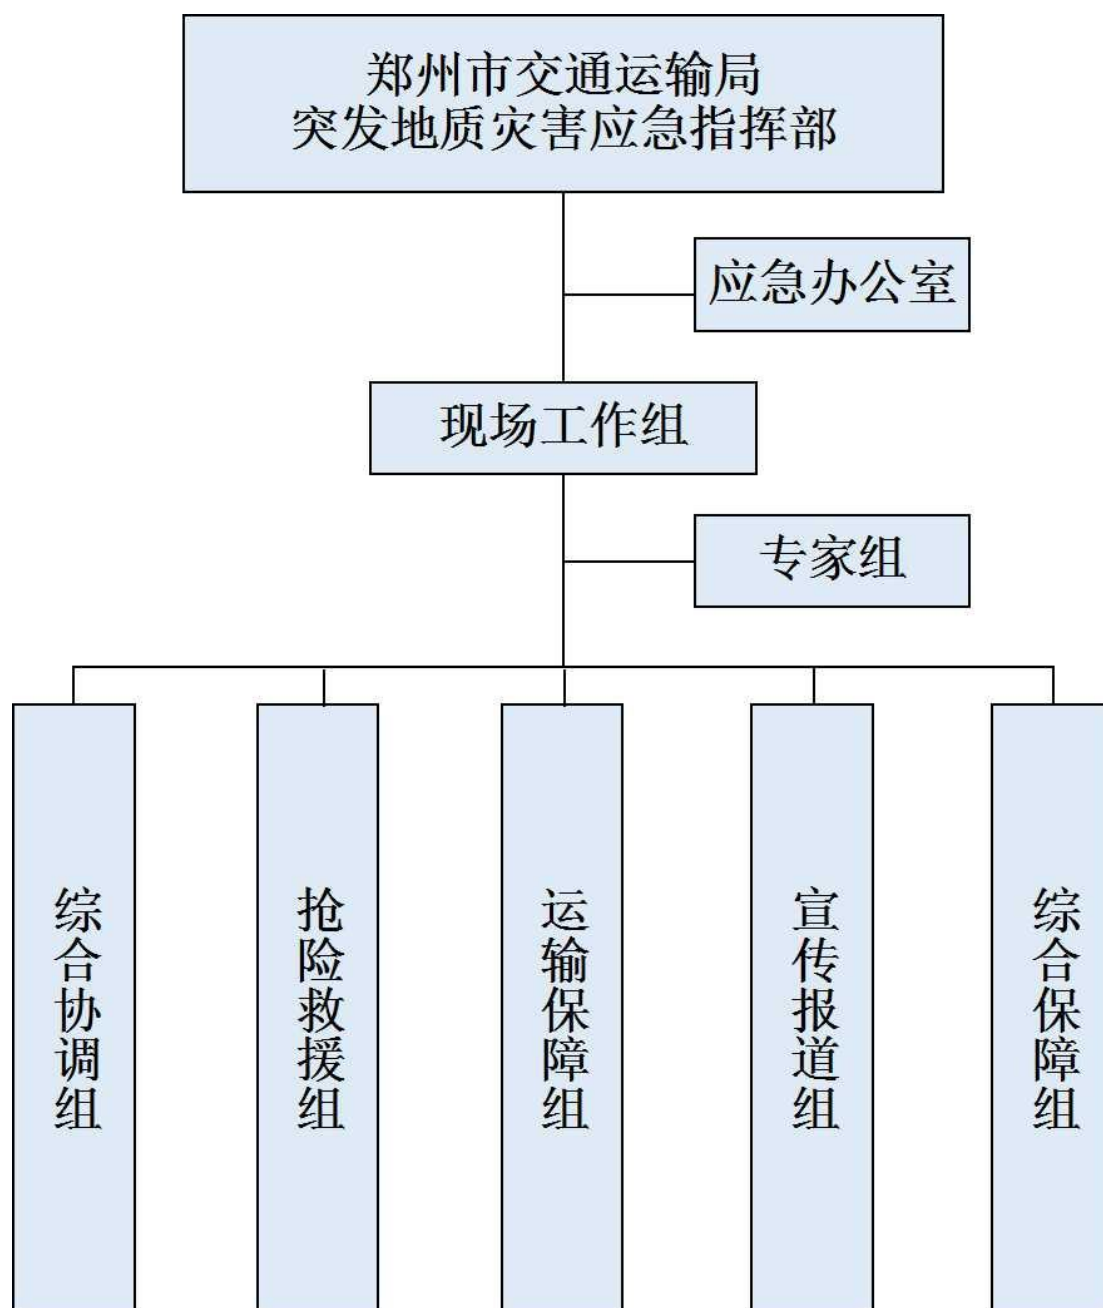 郑州市交通运输局
突发地质灾害应急指挥部
应急办公室
现场工作组
专家组
综合协调组
抢险救援组
运输保障组
宣传报道组
综合保障组